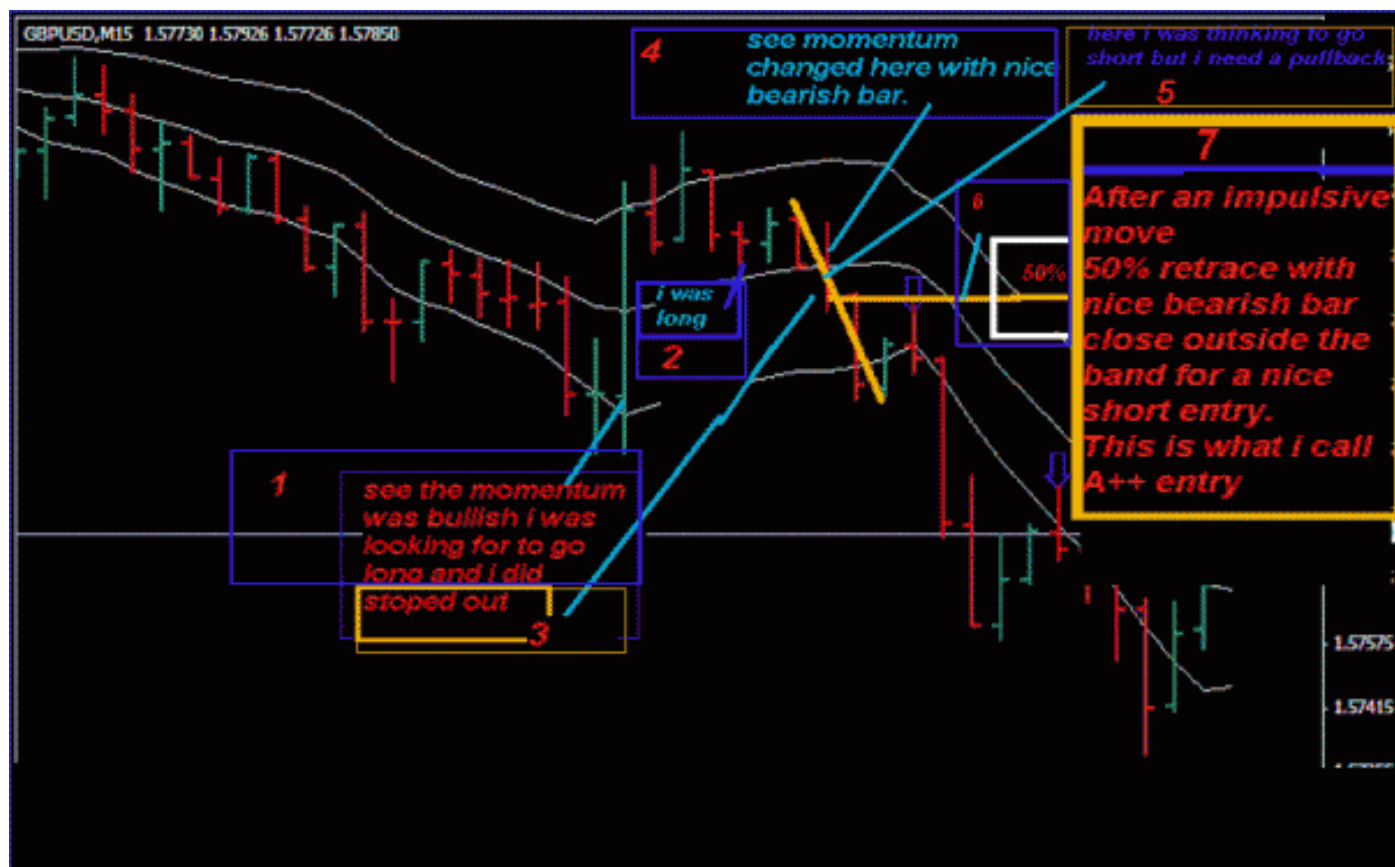 GBPUSD,M15 1.57730 1.57926 1.57726 1.57850
4
see momentum
changed here with nice
bearish bar.
here i was thinking to go
short but i need a pullback
5
7
After an impulsive
move
50% retrace with
nice bearish bar
close outside the
band for a nice
short entry.
This is what i call
A++ entry
6
50%
i was
long
2
1
see the momentum
was bullish i was
looking for to go
long and i did
stoped out
3
1.57575
1.57415